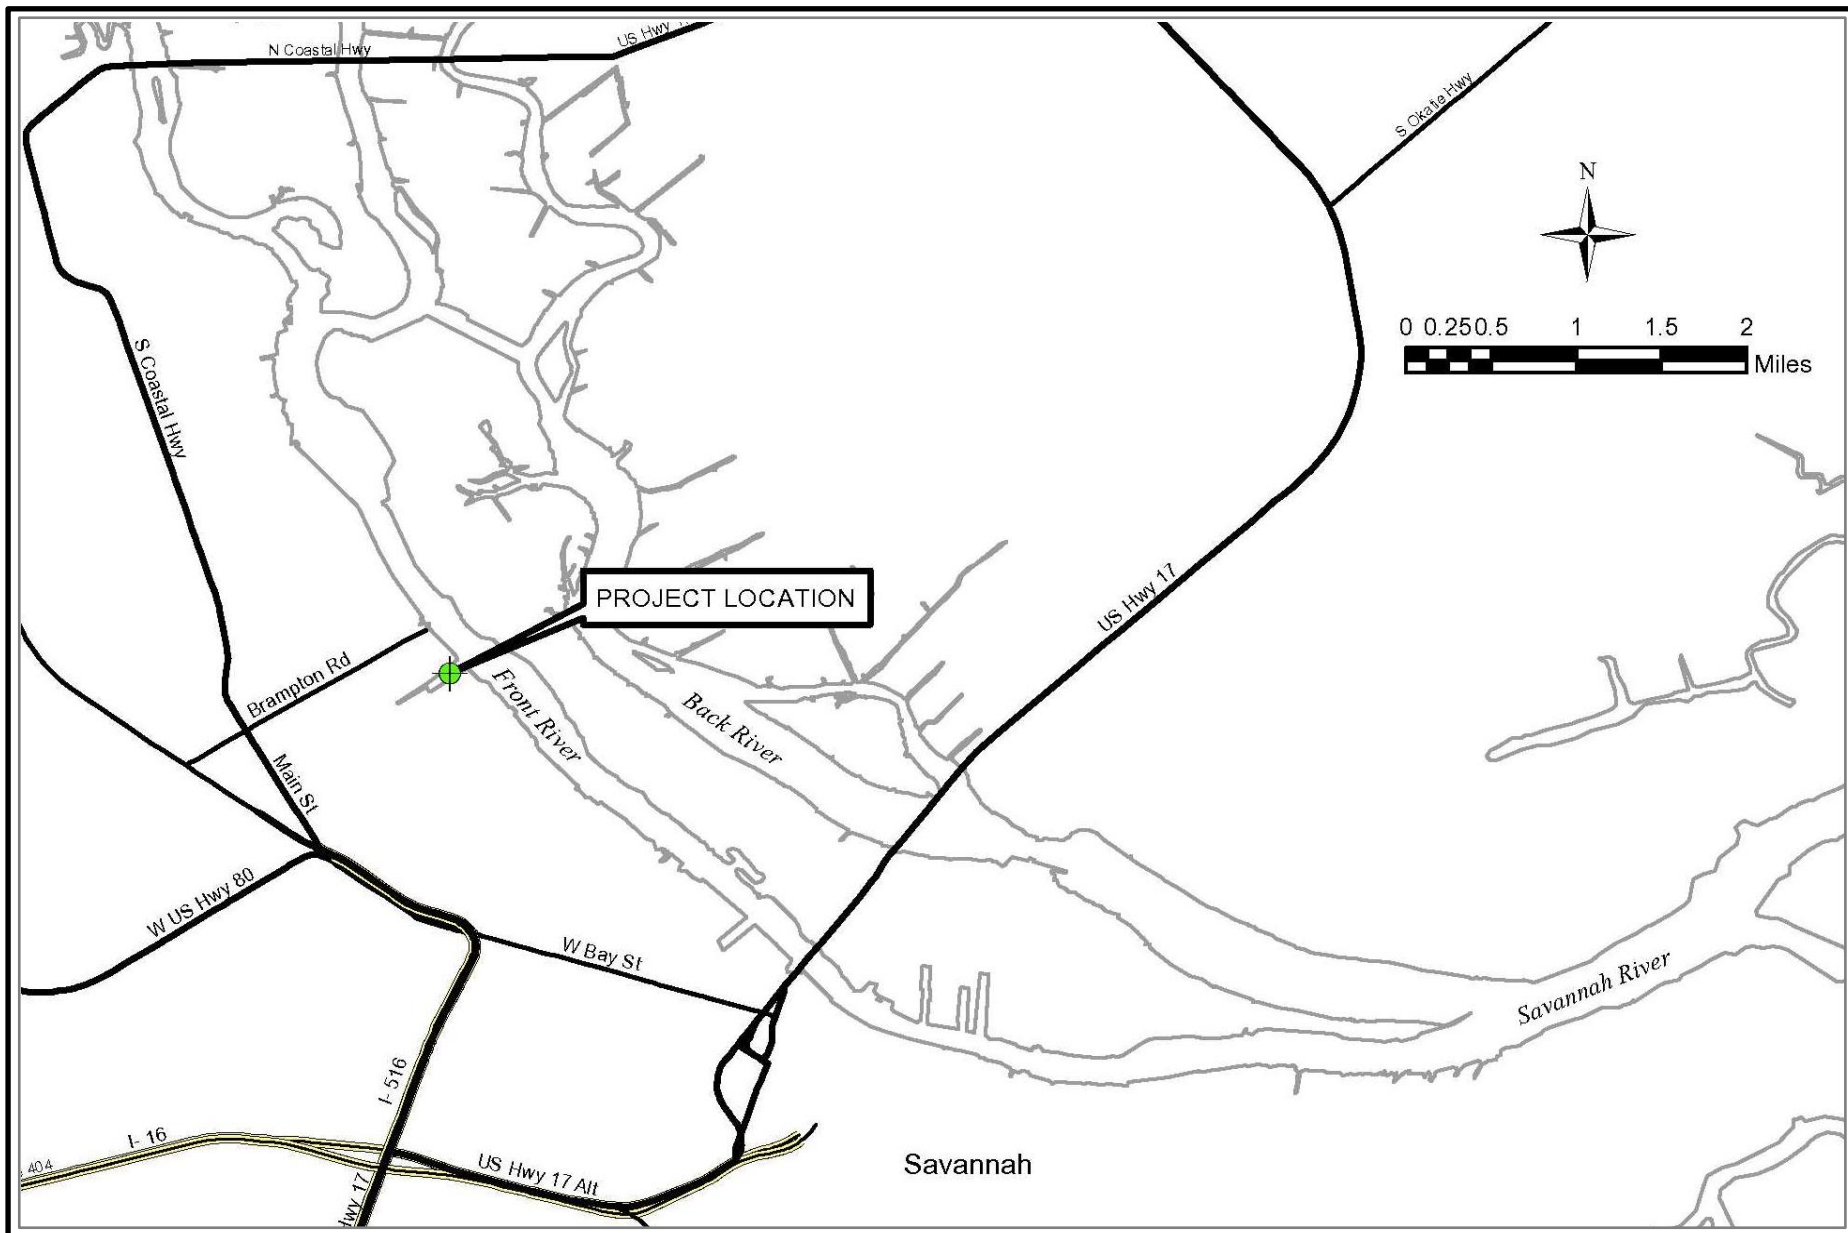 N Coastal Hwy
US Hwy
S Okatie Hwy
N
0 0.25 0.5 1 1.5 2
Miles
S Coastal Hwy
US Hwy 17
PROJECT LOCATION
Brampton Rd
Front River
Back River
Main St
W US Hwy 80
W Bay St
Savannah River
I- 516
I- 16
404
US Hwy 17 Alt
Savannah
Hwy 17